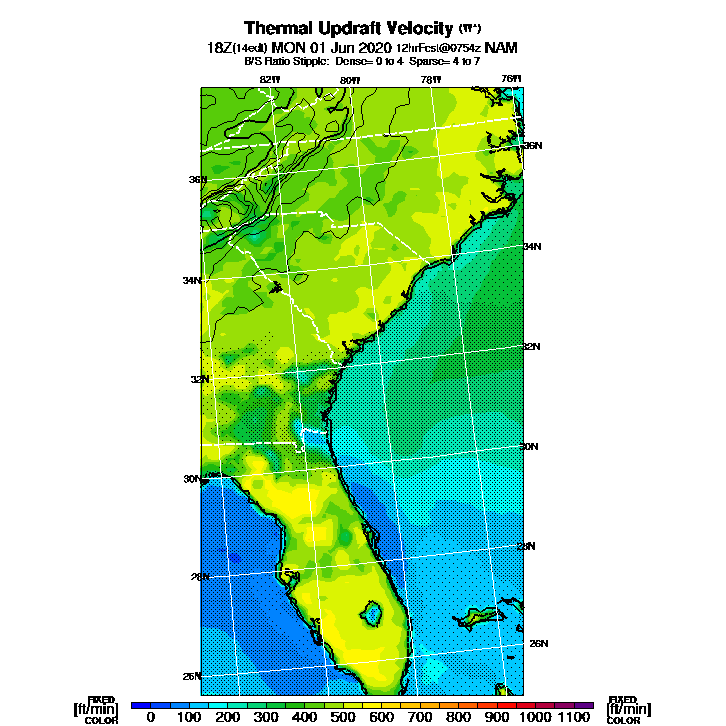 Thermal Updraft Velocity (W*)
18Z(14edt) MON 01 Jun 2020 12hrFcst@0754z NAM
B/S Ratio Stipple: Dense= 0 to 4 Sparse= 4 to 7
82W 80W 78W 76W
36N
36N
34N
34N
32N
32N
30N
30N
28N
28N
26N
26N
FIXED
[ft/min]
COLOR
0 100 200 300 400 500 600 700 800 900 1000 1100
FIXED
[ft/min]
COLOR